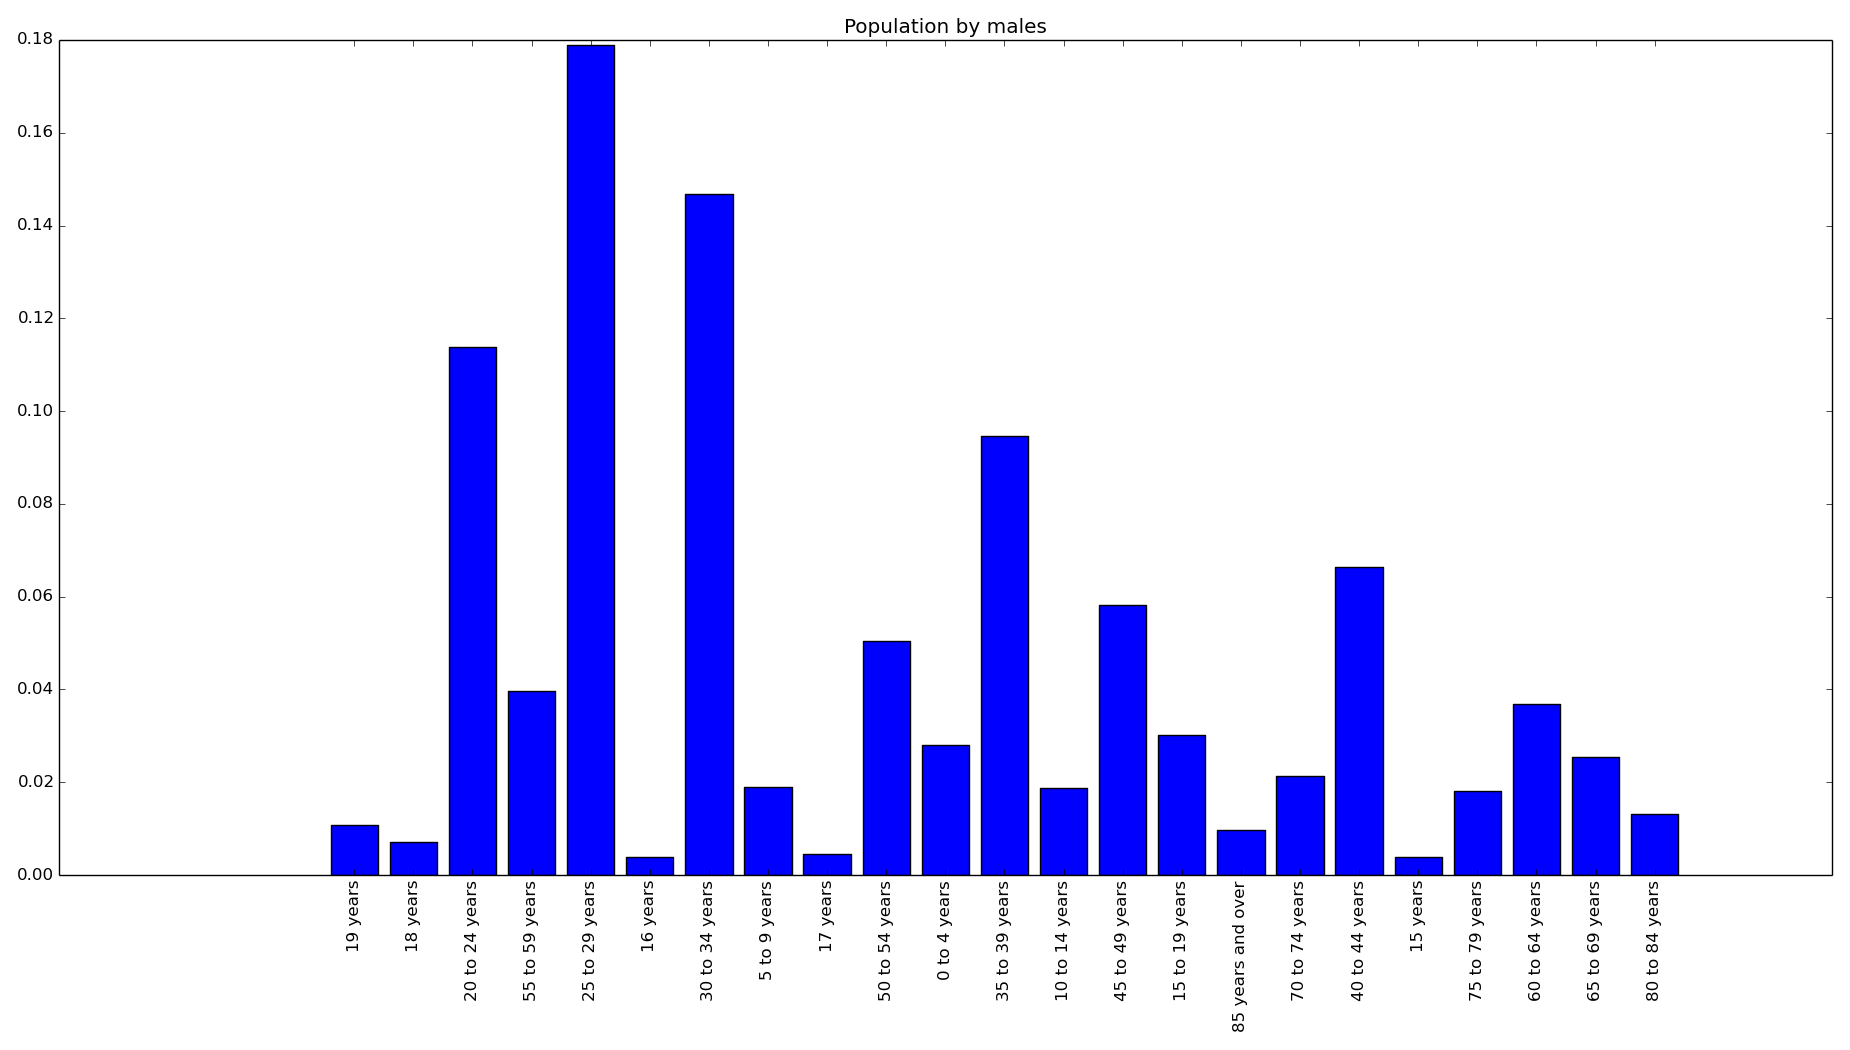 Population by males
0.18
0.16
0.14
0.12
0.10
0.08
0.06
0.04
0.02
0.00
19 years
18 years
20 to 24 years
55 to 59 years
25 to 29 years
16 years
30 to 34 years
5 to 9 years
17 years
50 to 54 years
0 to 4 years
35 to 39 years
10 to 14 years
45 to 49 years
15 to 19 years
85 years and over
70 to 74 years
40 to 44 years
15 years
75 to 79 years
60 to 64 years
65 to 69 years
80 to 84 years